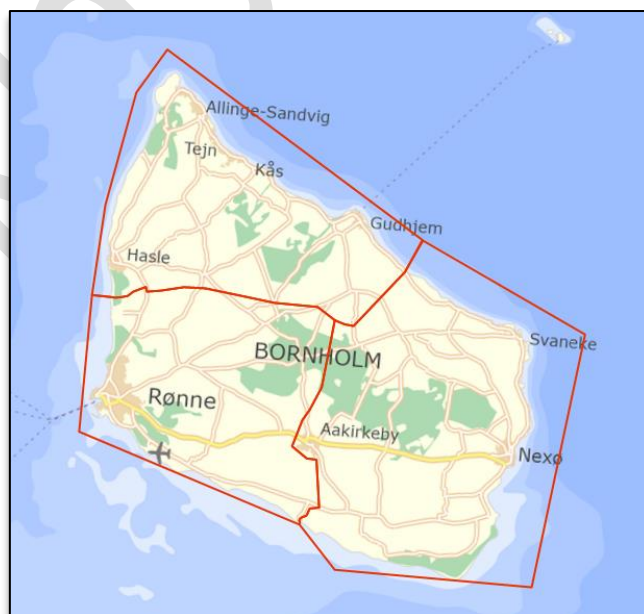 Allinge-Sandvig
Tejn
Kås
Gudhjem
Hasle
Svaneke
BORNHOLM
Rønne
Aakirkeby
Nexø